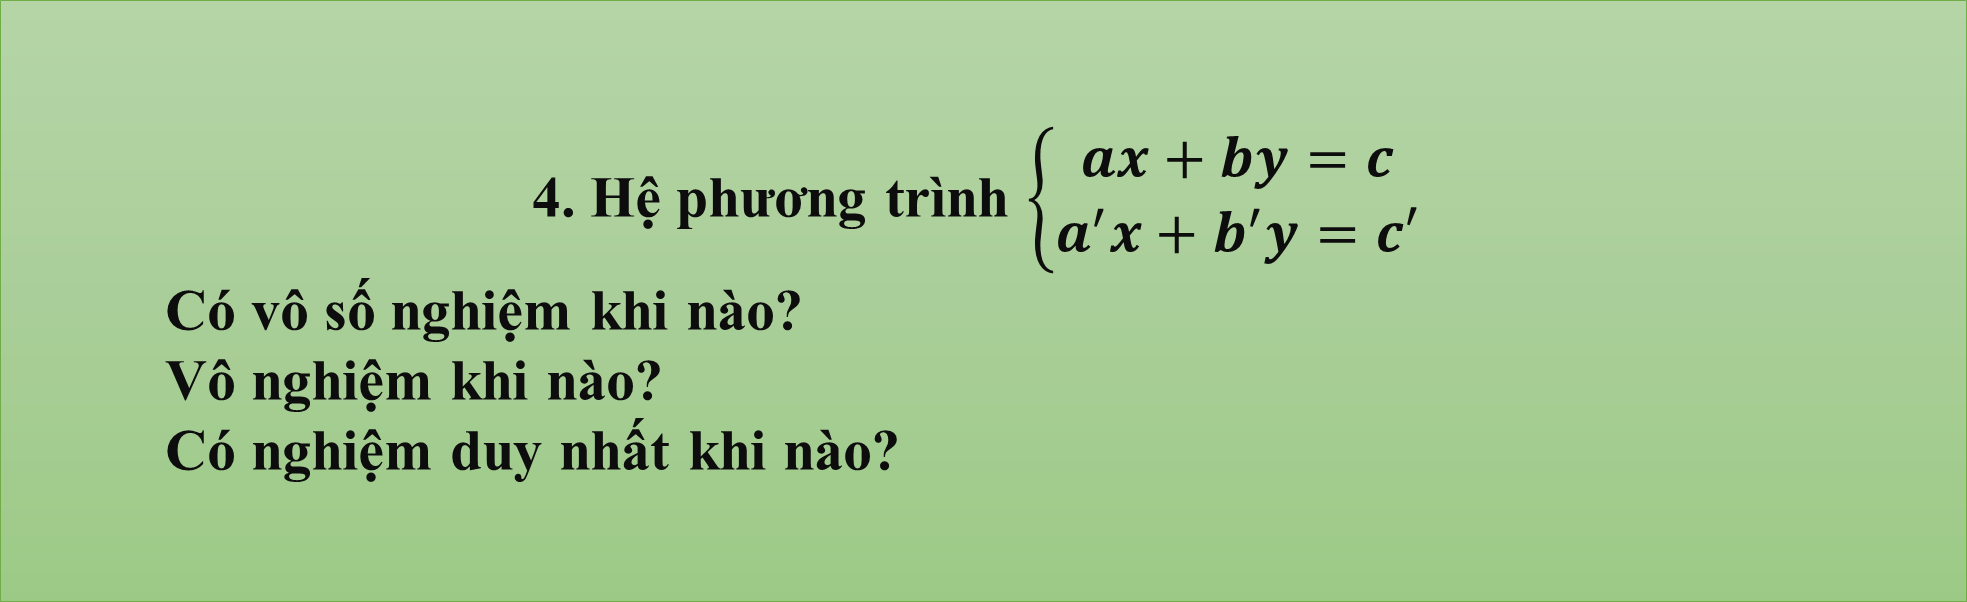 4. Hệ phương trình { ax + by = c
a′x + b′y = c′
Có vô số nghiệm khi nào?
Vô nghiệm khi nào?
Có nghiệm duy nhất khi nào?